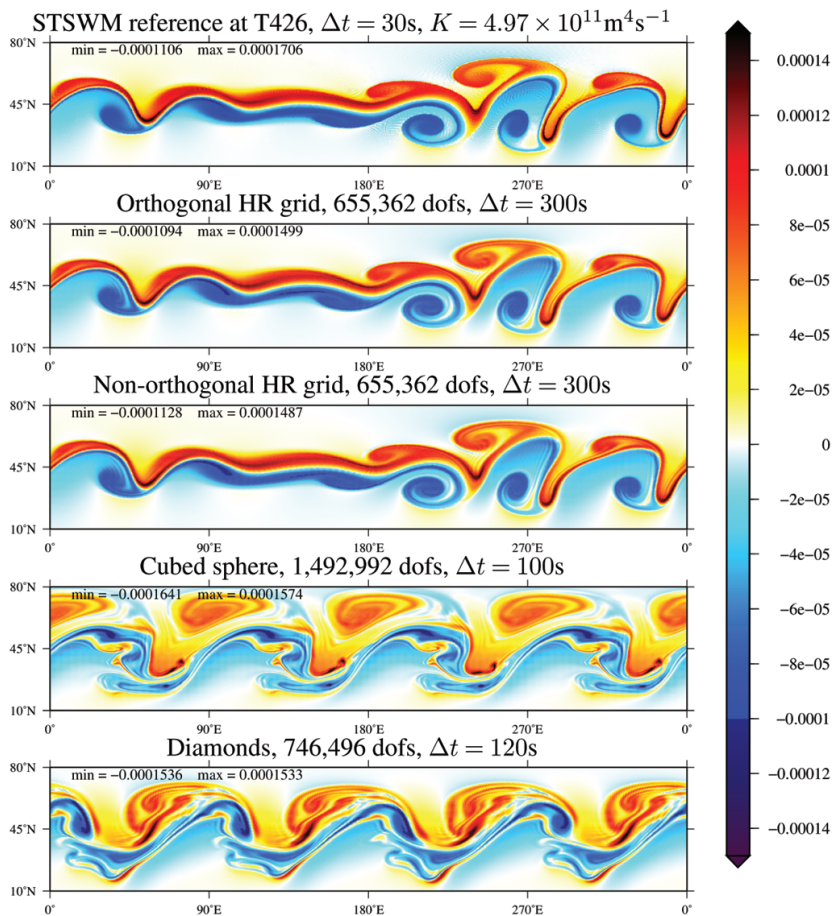 STSWM reference at T426, Δt = 30s, K = 4.97 × 10¹¹m⁴s⁻¹
min = −0.0001106 max = 0.0001706
80°N
45°N
10°N
0° 90°E 180°E 270°E 0°
Orthogonal HR grid, 655,362 dofs, Δt = 300s
min = −0.0001094 max = 0.0001499
80°N
45°N
10°N
0° 90°E 180°E 270°E 0°
Non-orthogonal HR grid, 655,362 dofs, Δt = 300s
min = −0.0001128 max = 0.0001487
80°N
45°N
10°N
0° 90°E 180°E 270°E 0°
Cubed sphere, 1,492,992 dofs, Δt = 100s
min = −0.0001641 max = 0.0001574
80°N
45°N
10°N
0° 90°E 180°E 270°E 0°
Diamonds, 746,496 dofs, Δt = 120s
min = −0.0001536 max = 0.0001533
80°N
45°N
10°N
0° 90°E 180°E 270°E 0°
0.00014
0.00012
0.0001
8e−05
6e−05
4e−05
2e−05
0
−2e−05
−4e−05
−6e−05
−8e−05
−0.0001
−0.00012
−0.00014